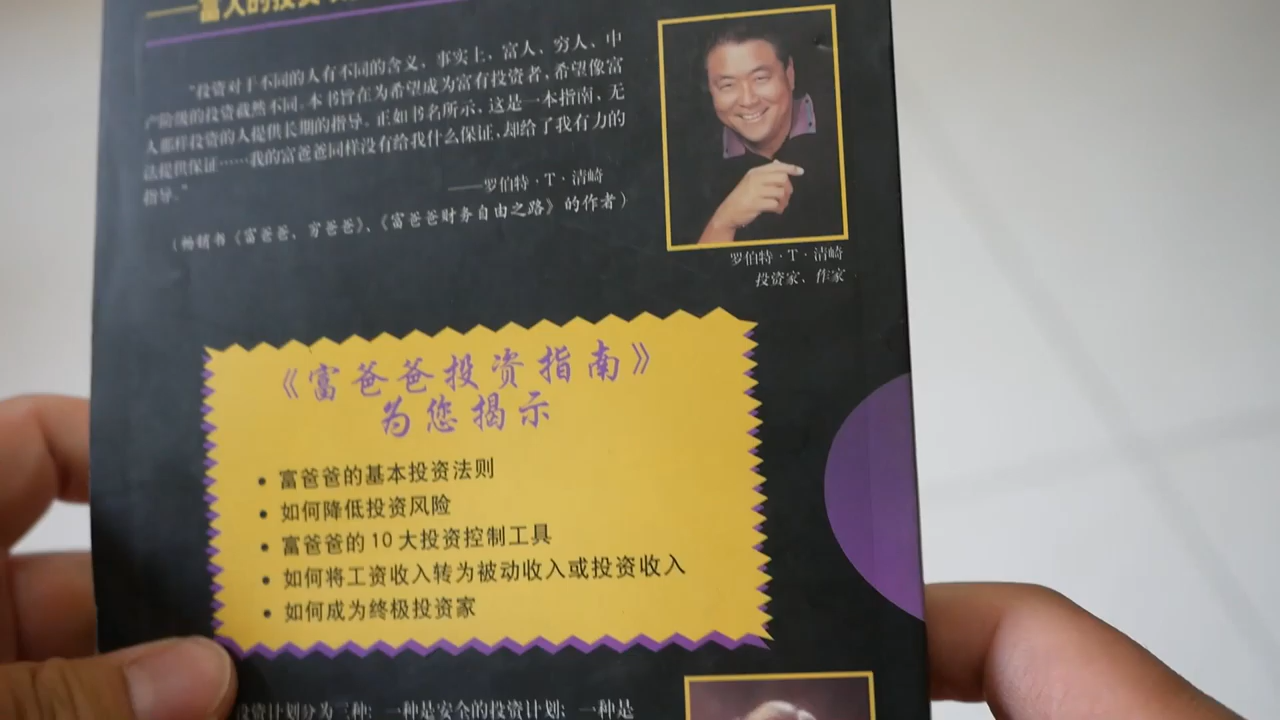 ——富人的投资
“投资对于不同的人有不同的含义，事实上，富人、穷人、中
产阶级的投资截然不同。本书旨在为希望成为富有投资者，希望像富
人那样投资的人提供长期的指导。正如书名所示，这是一本指南，无
法提供保证……我的富爸爸同样没有给我什么保证，却给了我有力的
指导。”
——罗伯特·T·清崎
（畅销书《富爸爸，穷爸爸》、《富爸爸财务自由之路》的作者）
罗伯特·T·清崎
投资家、作家
《富爸爸投资指南》
为您揭示
• 富爸爸的基本投资法则
• 如何降低投资风险
• 富爸爸的10大投资控制工具
• 如何将工资收入转为被动收入或投资收入
• 如何成为终极投资家
投资计划分为三种：一种是安全的投资计划；一种是